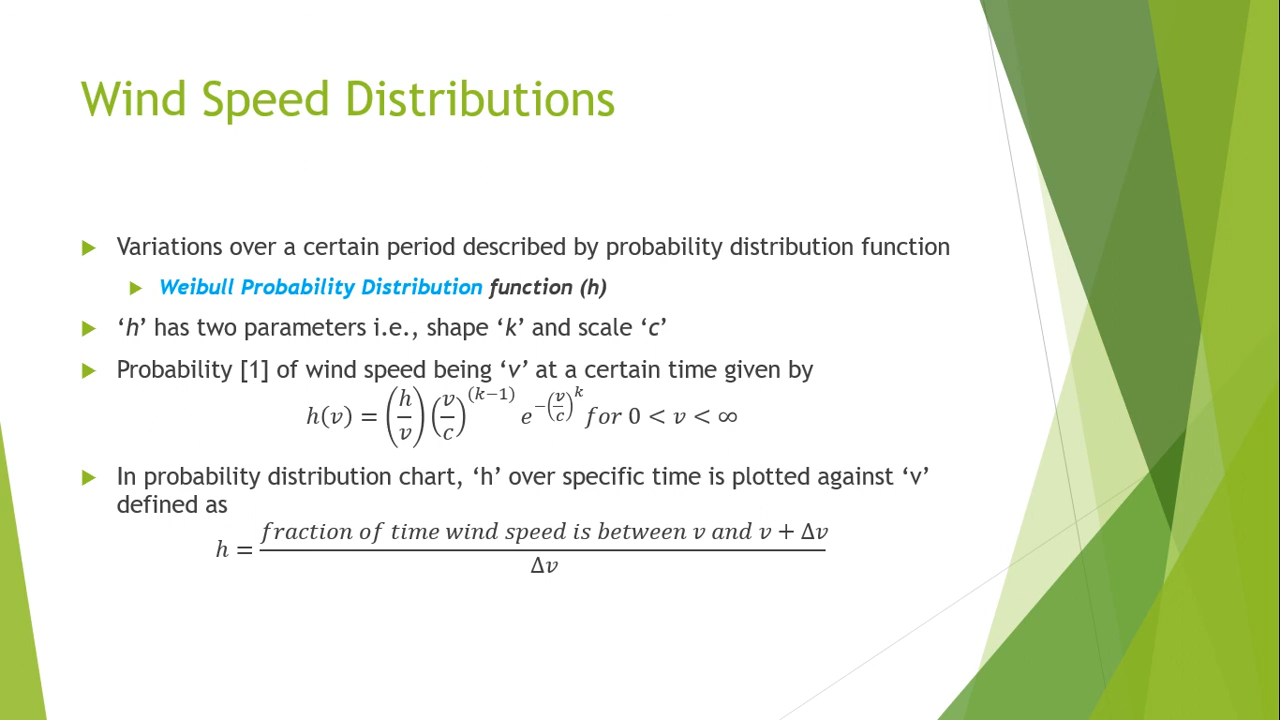 Wind Speed Distributions
Variations over a certain period described by probability distribution function
Weibull Probability Distribution function (h)
‘h’ has two parameters i.e., shape ‘k’ and scale ‘c’
Probability [1] of wind speed being ‘v’ at a certain time given by
h(v) = (h/v) (v/c)^(k−1) e^−(v/c)^k for 0 < v < ∞
In probability distribution chart, ‘h’ over specific time is plotted against ‘v’
defined as
h = fraction of time wind speed is between v and v + Δv / Δv